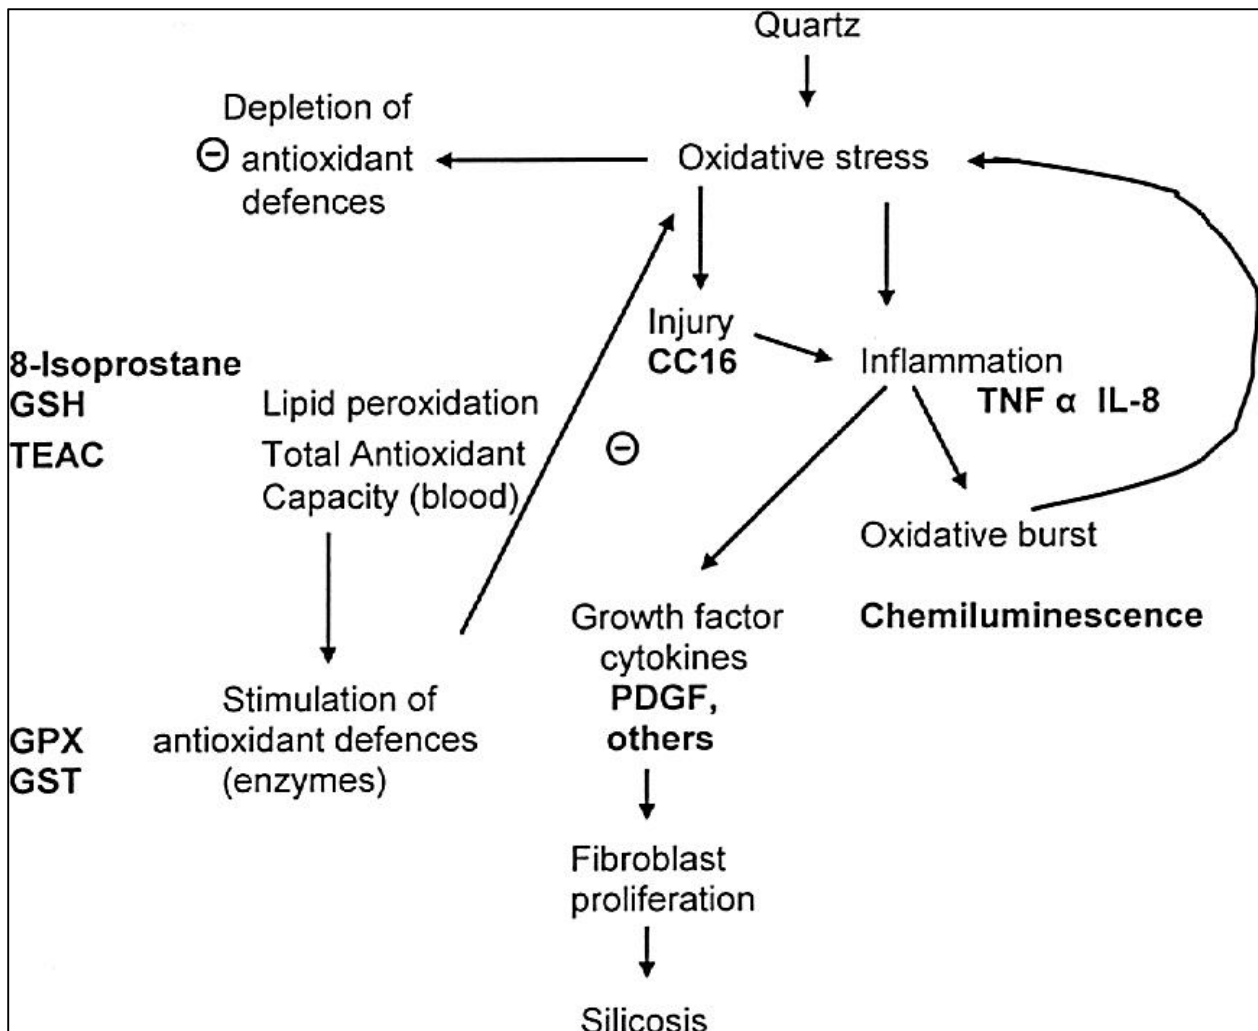 Quartz
Depletion of
⊖ antioxidant
defences
Oxidative stress
Injury
CC16
Inflammation
TNF α IL-8
8-Isoprostane
GSH
Lipid peroxidation
TEAC
Total Antioxidant
Capacity (blood)
⊖
Oxidative burst
Chemiluminescence
Growth factor
cytokines
PDGF,
others
Stimulation of
GPX
antioxidant defences
GST
(enzymes)
Fibroblast
proliferation
Silicosis